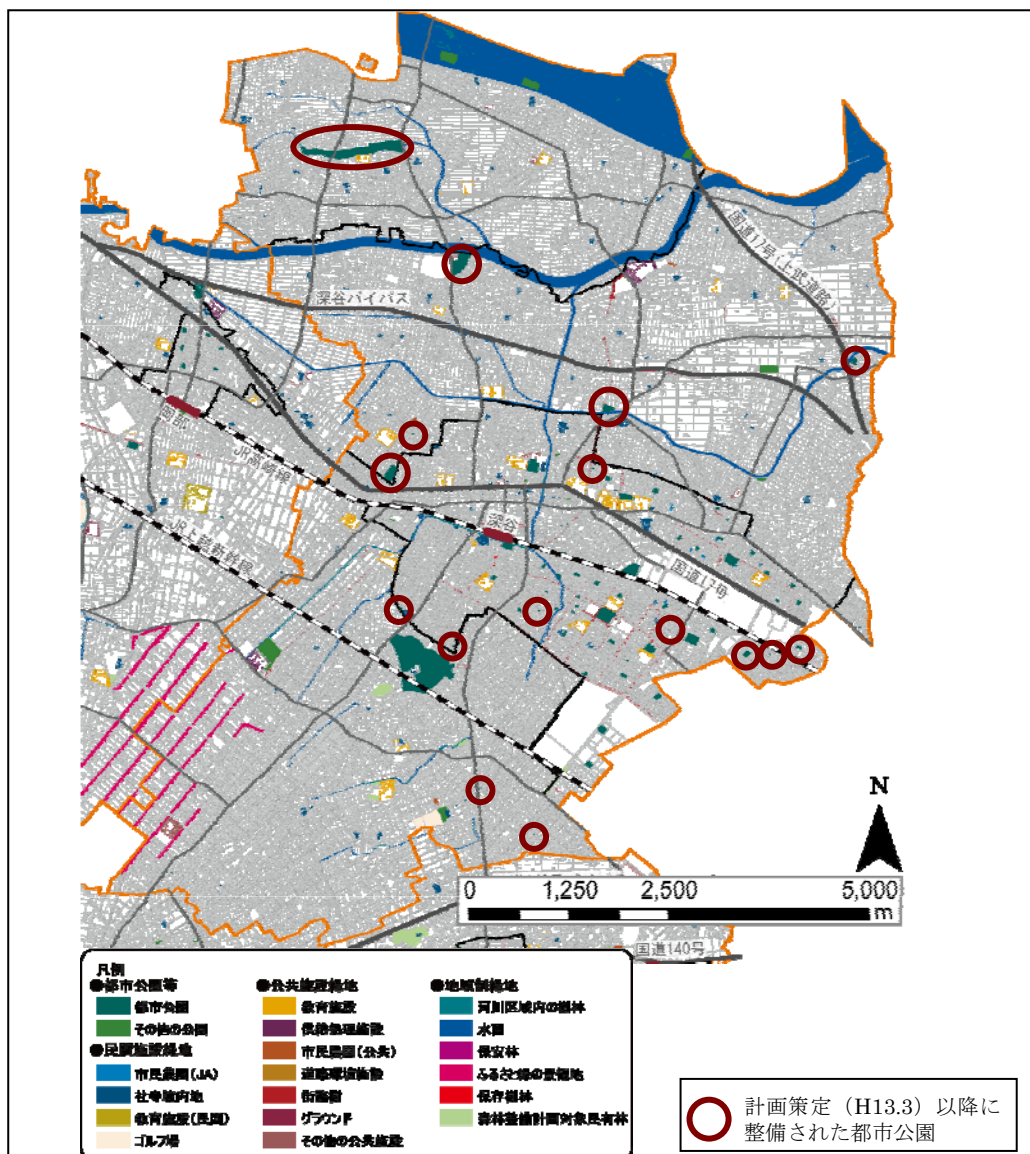 国道17号(上武道路)
深谷バイパス
岡部
JR高崎線
深谷
JR上越新幹線
国道17号
N
0 1,250 2,500 5,000
m
国道140号
凡例
●都市公園等
都市公園
その他の公園
●民間施設緑地
市民農園(JA)
社寺境内地
教育施設(民間)
ゴルフ場
●公共施設緑地
教育施設
供給処理施設
市民農園(公共)
道路環境施設
街路樹
グラウンド
その他の公共施設
●地域制緑地
河川区域内の樹林
水面
保安林
ふるさと緑の景観地
保存樹林
森林整備計画対象民有林
計画策定（H13.3）以降に
整備された都市公園